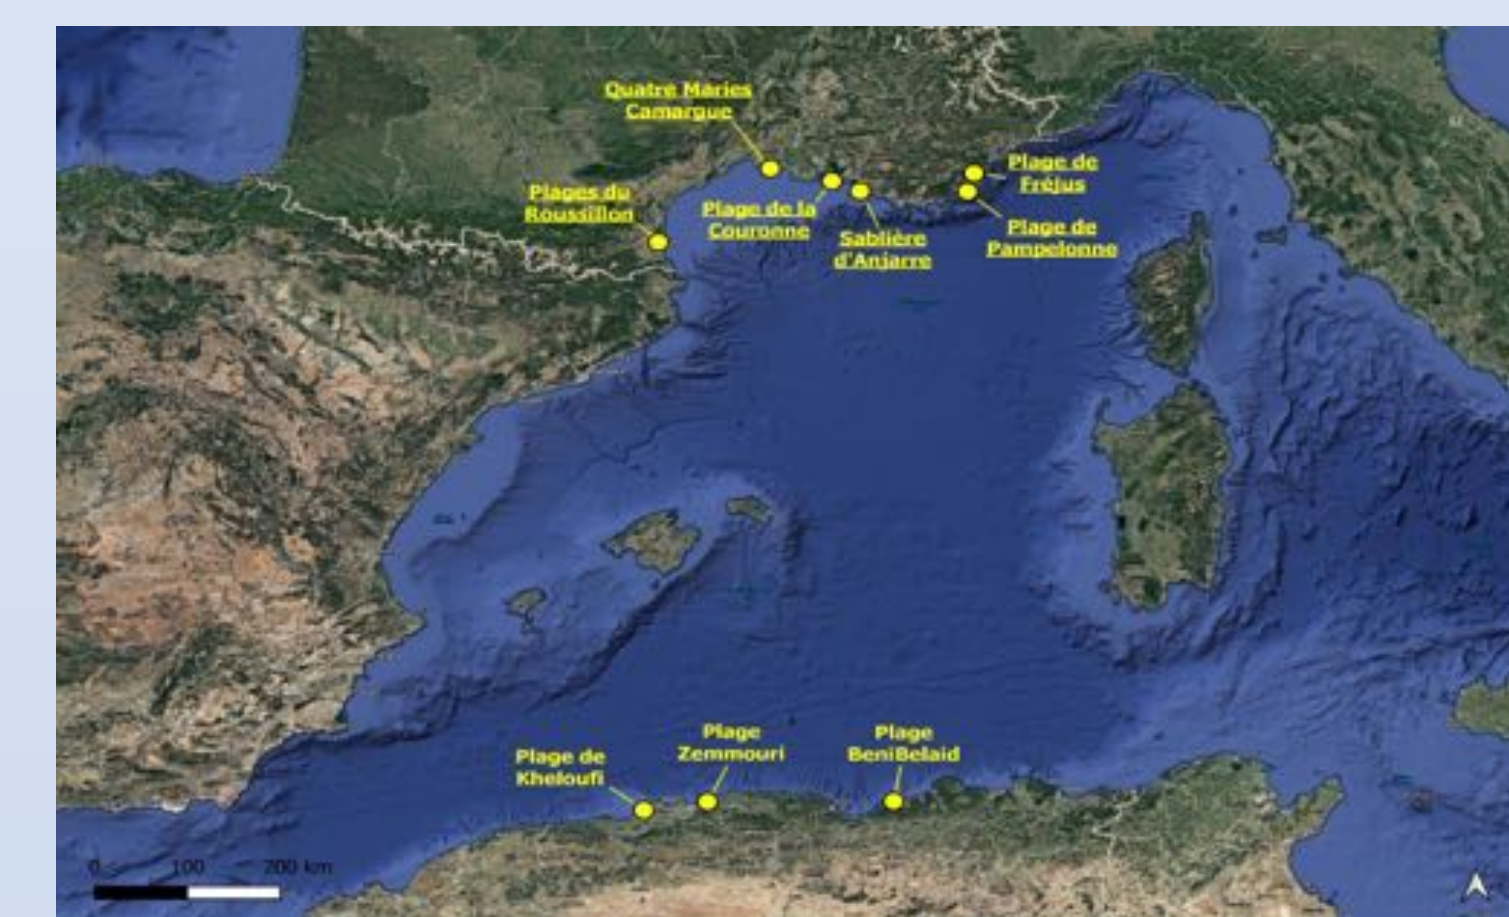 Quatre Maries
Camargue
Plages du
Roussillon
Plage de la
Couronne
Sablière
d'Anjarre
Plage de
Fréjus
Plage de
Pampelonne
Plage de
Kheloufi
Plage
Zemmouri
Plage
BeniBelaid
0 100 200 km